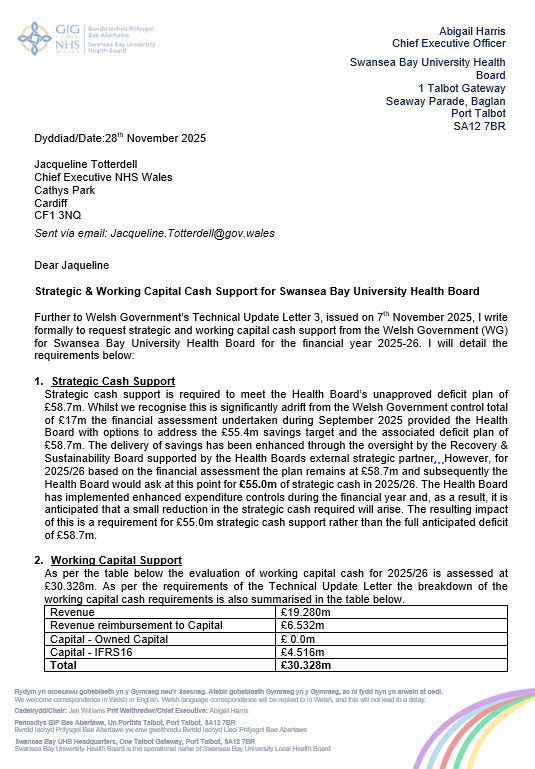 GIG
CYMRU
NHS
WALES
Bwrdd Iechyd Prifysgol
Bae Abertawe
Swansea Bay University
Health Board
Abigail Harris
Chief Executive Officer
Swansea Bay University Health
Board
1 Talbot Gateway
Seaway Parade, Baglan
Port Talbot
SA12 7BR
Dyddiad/Date:28th November 2025
Jacqueline Totterdell
Chief Executive NHS Wales
Cathys Park
Cardiff
CF1 3NQ
Sent via email: Jacqueline.Totterdell@gov.wales
Dear Jaqueline
Strategic & Working Capital Cash Support for Swansea Bay University Health Board
Further to Welsh Government's Technical Update Letter 3, issued on 7th November 2025, I write
formally to request strategic and working capital cash support from the Welsh Government (WG)
for Swansea Bay University Health Board for the financial year 2025-26. I will detail the
requirements below:
1. Strategic Cash Support
Strategic cash support is required to meet the Health Board's unapproved deficit plan of
£58.7m. Whilst we recognise this is significantly adrift from the Welsh Government control total
of £17m the financial assessment undertaken during September 2025 provided the Health
Board with options to address the £55.4m savings target and the associated deficit plan of
£58.7m. The delivery of savings has been enhanced through the oversight by the Recovery &
Sustainability Board supported by the Health Boards external strategic partner. However, for
2025/26 based on the financial assessment the plan remains at £58.7m and subsequently the
Health Board would ask at this point for £55.0m of strategic cash in 2025/26. The Health Board
has implemented enhanced expenditure controls during the financial year and, as a result, it is
anticipated that a small reduction in the strategic cash required will arise. The resulting impact
of this is a requirement for £55.0m strategic cash support rather than the full anticipated deficit
of £58.7m.
2. Working Capital Support
As per the table below the evaluation of working capital cash for 2025/26 is assessed at
£30.328m. As per the requirements of the Technical Update Letter the breakdown of the
working capital cash requirements is also summarised in the table below.
Revenue £19.280m
Revenue reimbursement to Capital £6.532m
Capital - Owned Capital £ 0.0m
Capital - IFRS16 £4.516m
Total £30.328m
Rydym yn croesawu gohebiaeth yn y Gymraeg neu'r Saesneg. Atebir gohebiaeth Gymraeg yn y Gymraeg, ac ni fydd hyn yn arwain at oedi.
We welcome correspondence in Welsh or English. Welsh language correspondence will be replied to in Welsh, and this will not lead to a delay.
Cadeirydd/Chair: Jan Williams Prif Weithredwr/Chief Executive: Abigail Harris
Pencadlys BIP Bae Abertawe, Un Porthfa Talbot, Port Talbot, SA12 7BR
Bwrdd Iechyd Prifysgol Bae Abertawe yw enw gweithredu Bwrdd Iechyd Lleol Prifysgol Bae Abertawe
Swansea Bay UHB Headquarters, One Talbot Gateway, Port Talbot, SA12 7BR
Swansea Bay University Health Board is the operational name of Swansea Bay University Local Health Board